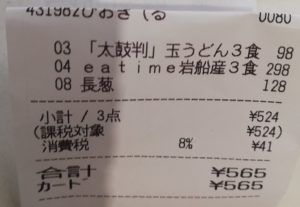 03 「太鼓判」玉うどん3食 98
04 eatime岩船産3食 298
08 長葱 128
小計 / 3点 ¥524
(課税対象 ¥524)
消費税 8% ¥41
合計 ¥565
カート ¥565